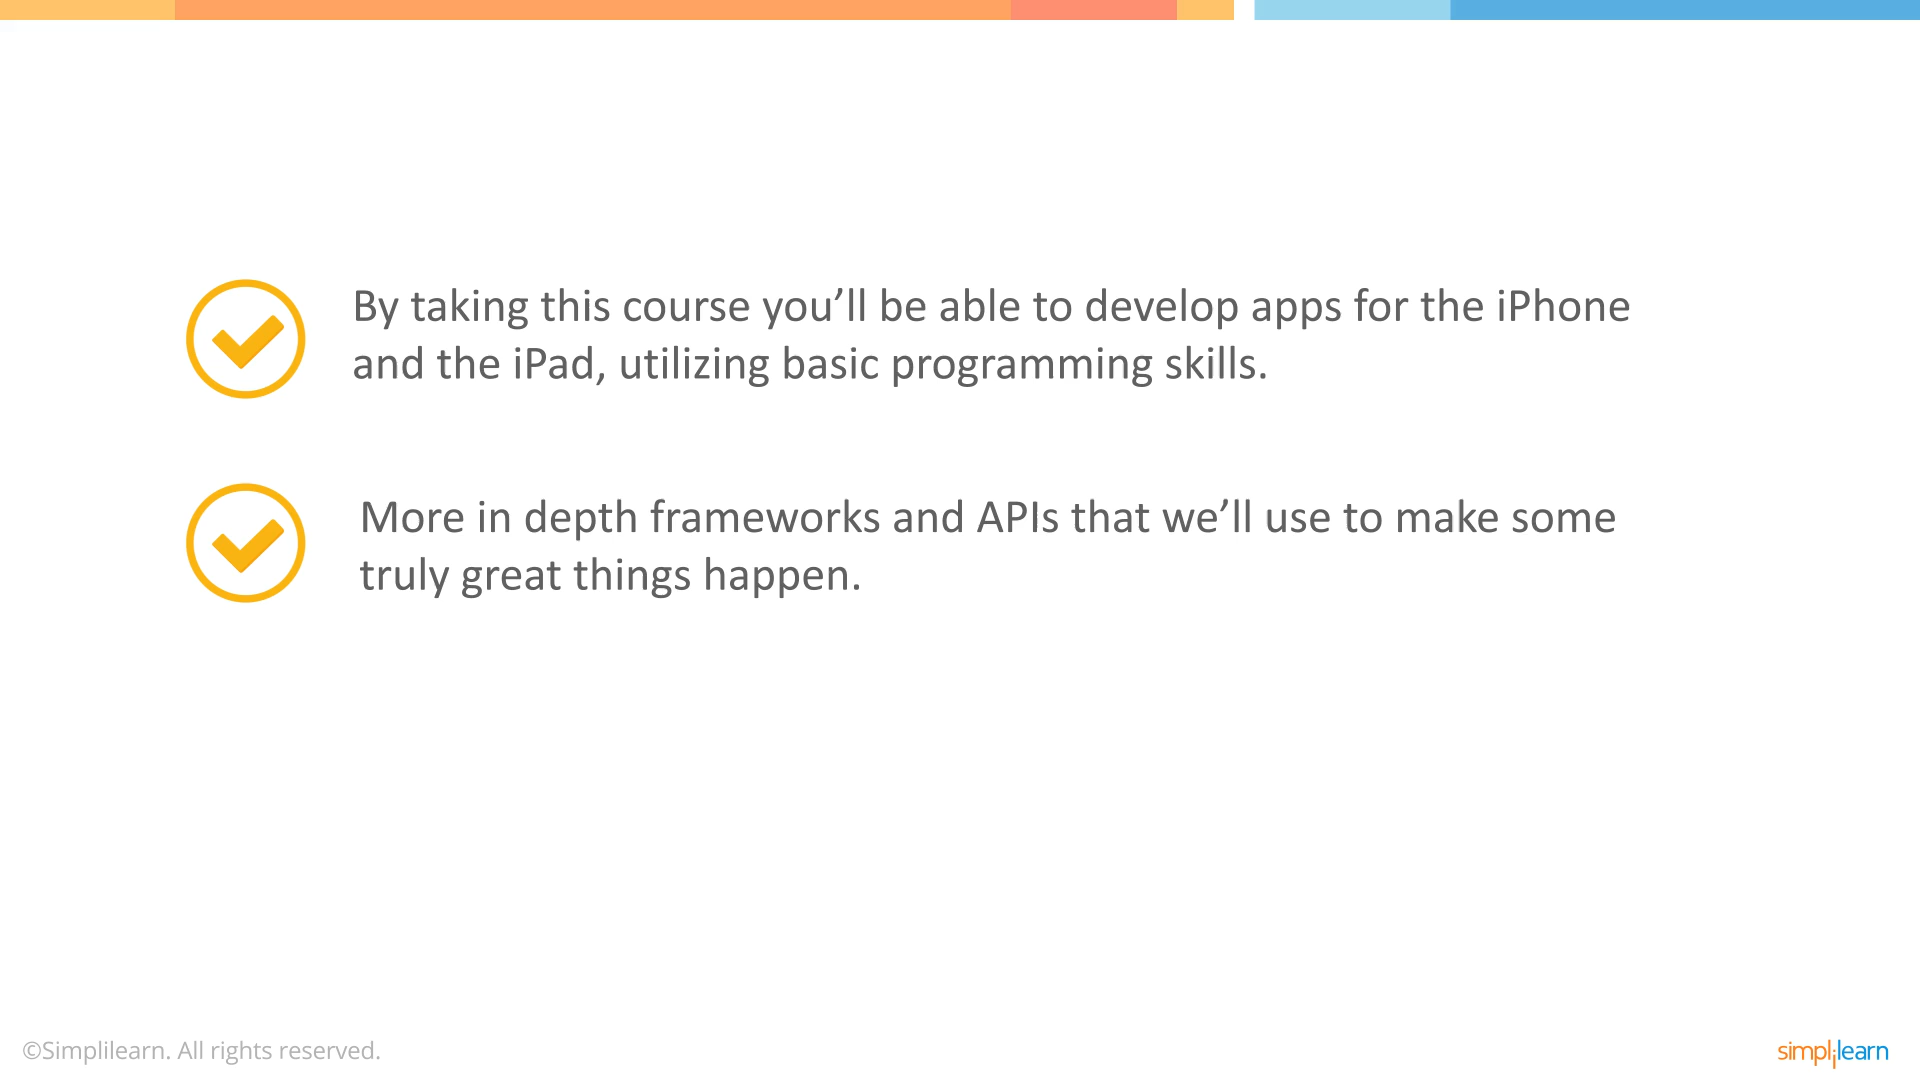 By taking this course you’ll be able to develop apps for the iPhone
and the iPad, utilizing basic programming skills.
More in depth frameworks and APIs that we’ll use to make some
truly great things happen.
©Simplilearn. All rights reserved.
simplilearn